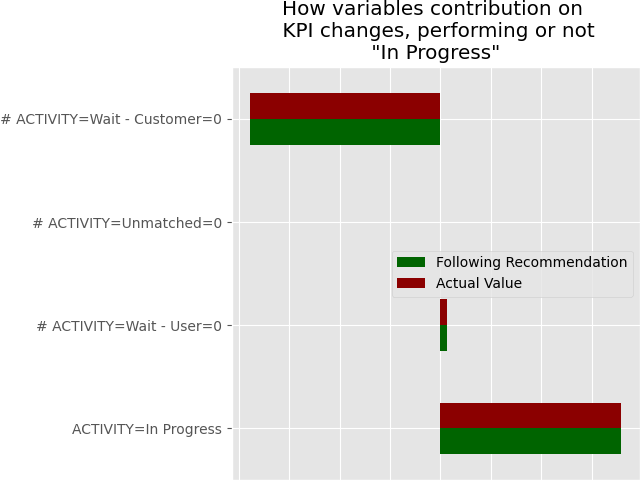 How variables contribution on
KPI changes, performing or not
"In Progress"
# ACTIVITY=Wait - Customer=0
# ACTIVITY=Unmatched=0
Following Recommendation
Actual Value
# ACTIVITY=Wait - User=0
ACTIVITY=In Progress